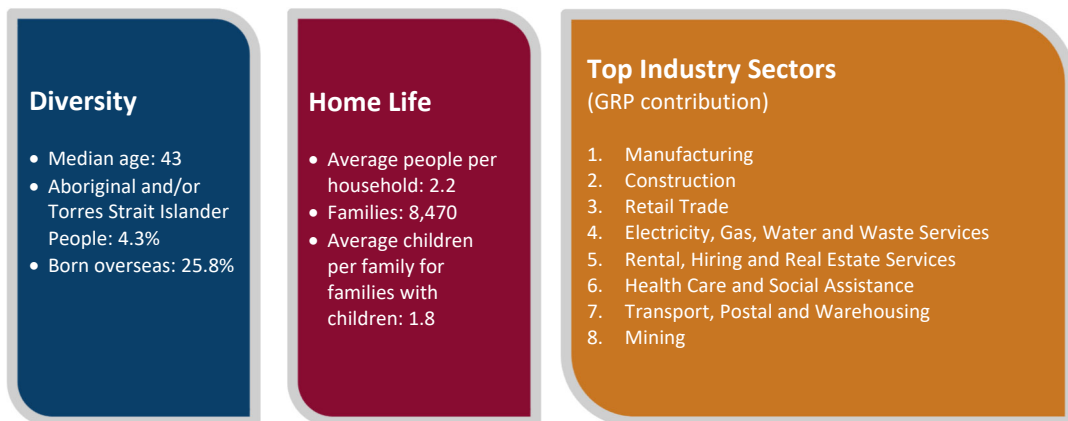 Diversity
• Median age: 43
• Aboriginal and/or
Torres Strait Islander
People: 4.3%
• Born overseas: 25.8%
Home Life
• Average people per
household: 2.2
• Families: 8,470
• Average children
per family for
families with
children: 1.8
Top Industry Sectors
(GRP contribution)
1. Manufacturing
2. Construction
3. Retail Trade
4. Electricity, Gas, Water and Waste Services
5. Rental, Hiring and Real Estate Services
6. Health Care and Social Assistance
7. Transport, Postal and Warehousing
8. Mining